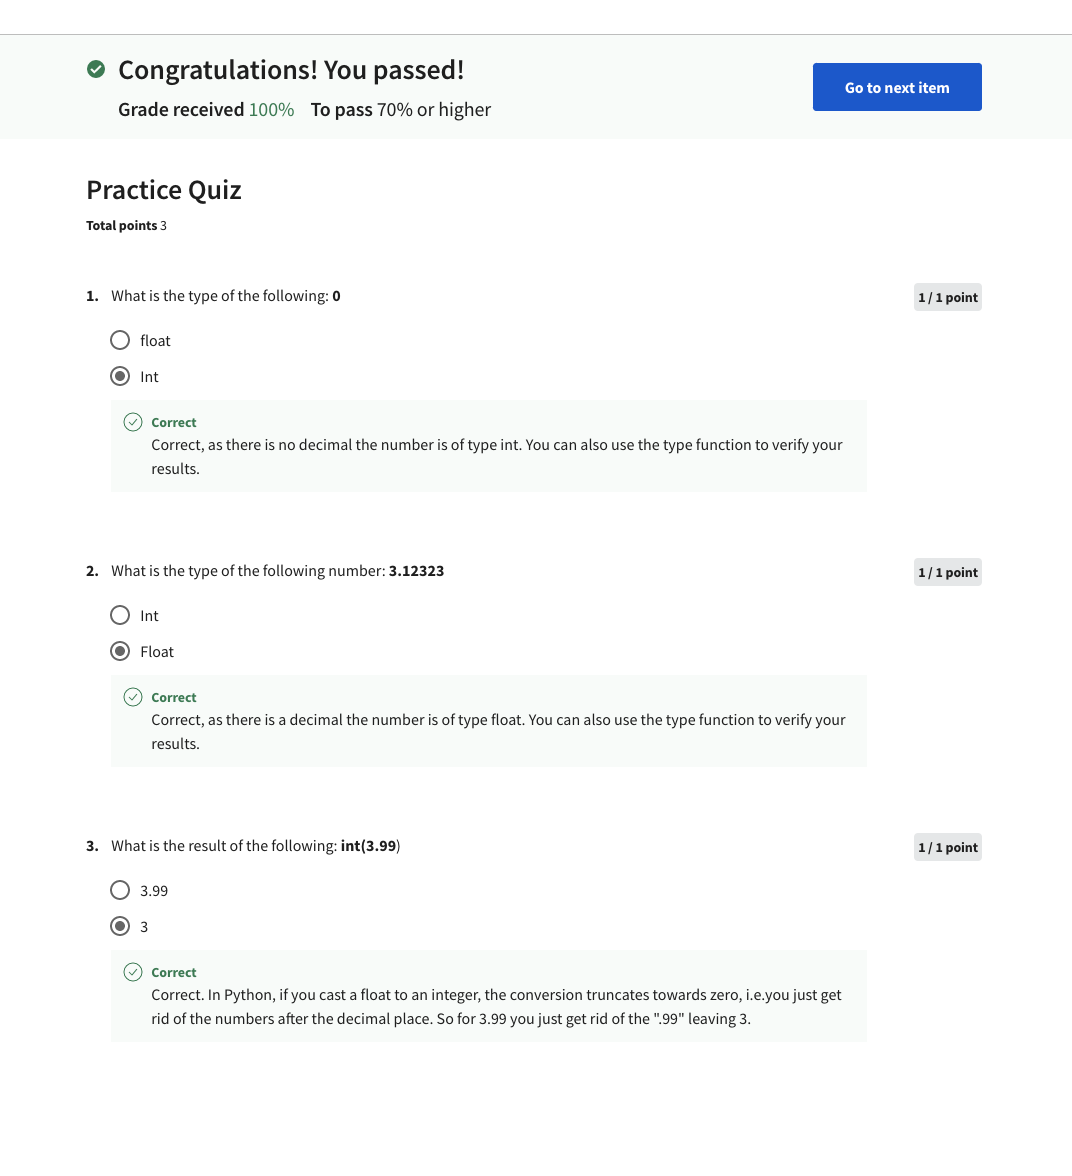 Congratulations! You passed!
Grade received 100% To pass 70% or higher
Go to next item
Practice Quiz
Total points 3
1. What is the type of the following: 0
1 / 1 point
float
Int
Correct
Correct, as there is no decimal the number is of type int. You can also use the type function to verify your
results.
2. What is the type of the following number: 3.12323
1 / 1 point
Int
Float
Correct
Correct, as there is a decimal the number is of type float. You can also use the type function to verify your
results.
3. What is the result of the following: int(3.99)
1 / 1 point
3.99
3
Correct
Correct. In Python, if you cast a float to an integer, the conversion truncates towards zero, i.e.you just get
rid of the numbers after the decimal place. So for 3.99 you just get rid of the ".99" leaving 3.